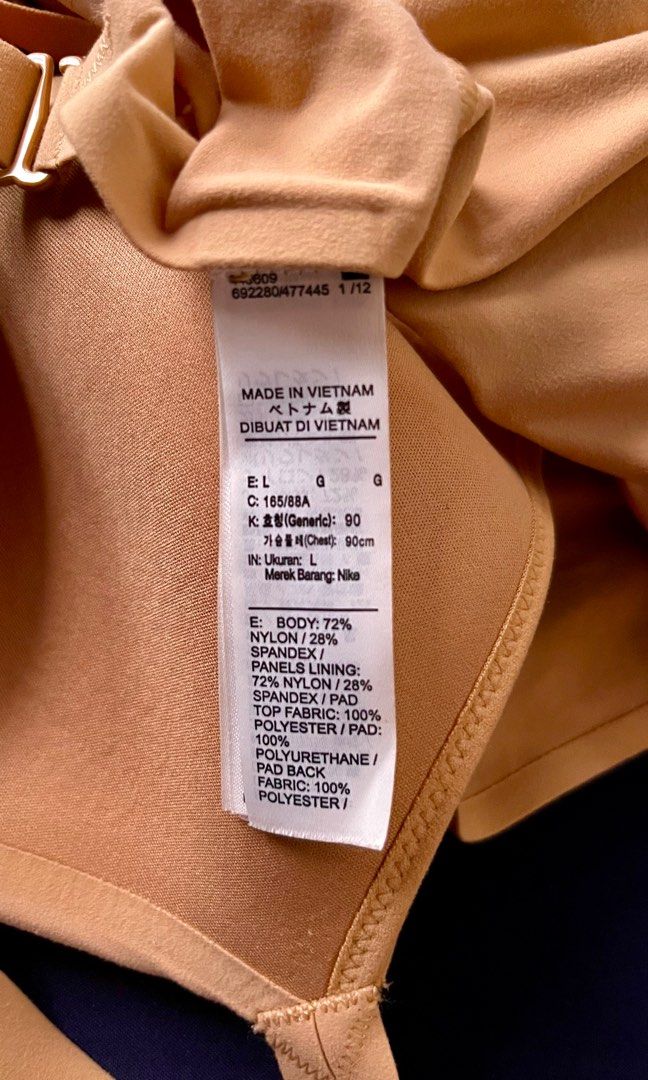 692280/477445 1 /12
MADE IN VIETNAM
ベトナム製
DIBUAT DI VIETNAM
E: L G G
C: 165/88A
K: 호칭(Generic): 90
가슴둘레(Chest): 90cm
IN: Ukuran: L
Merek Barang: Nike
E: BODY: 72%
NYLON / 28%
SPANDEX /
PANELS LINING:
72% NYLON / 28%
SPANDEX / PAD
TOP FABRIC: 100%
POLYESTER / PAD:
100%
POLYURETHANE /
PAD BACK
FABRIC: 100%
POLYESTER /